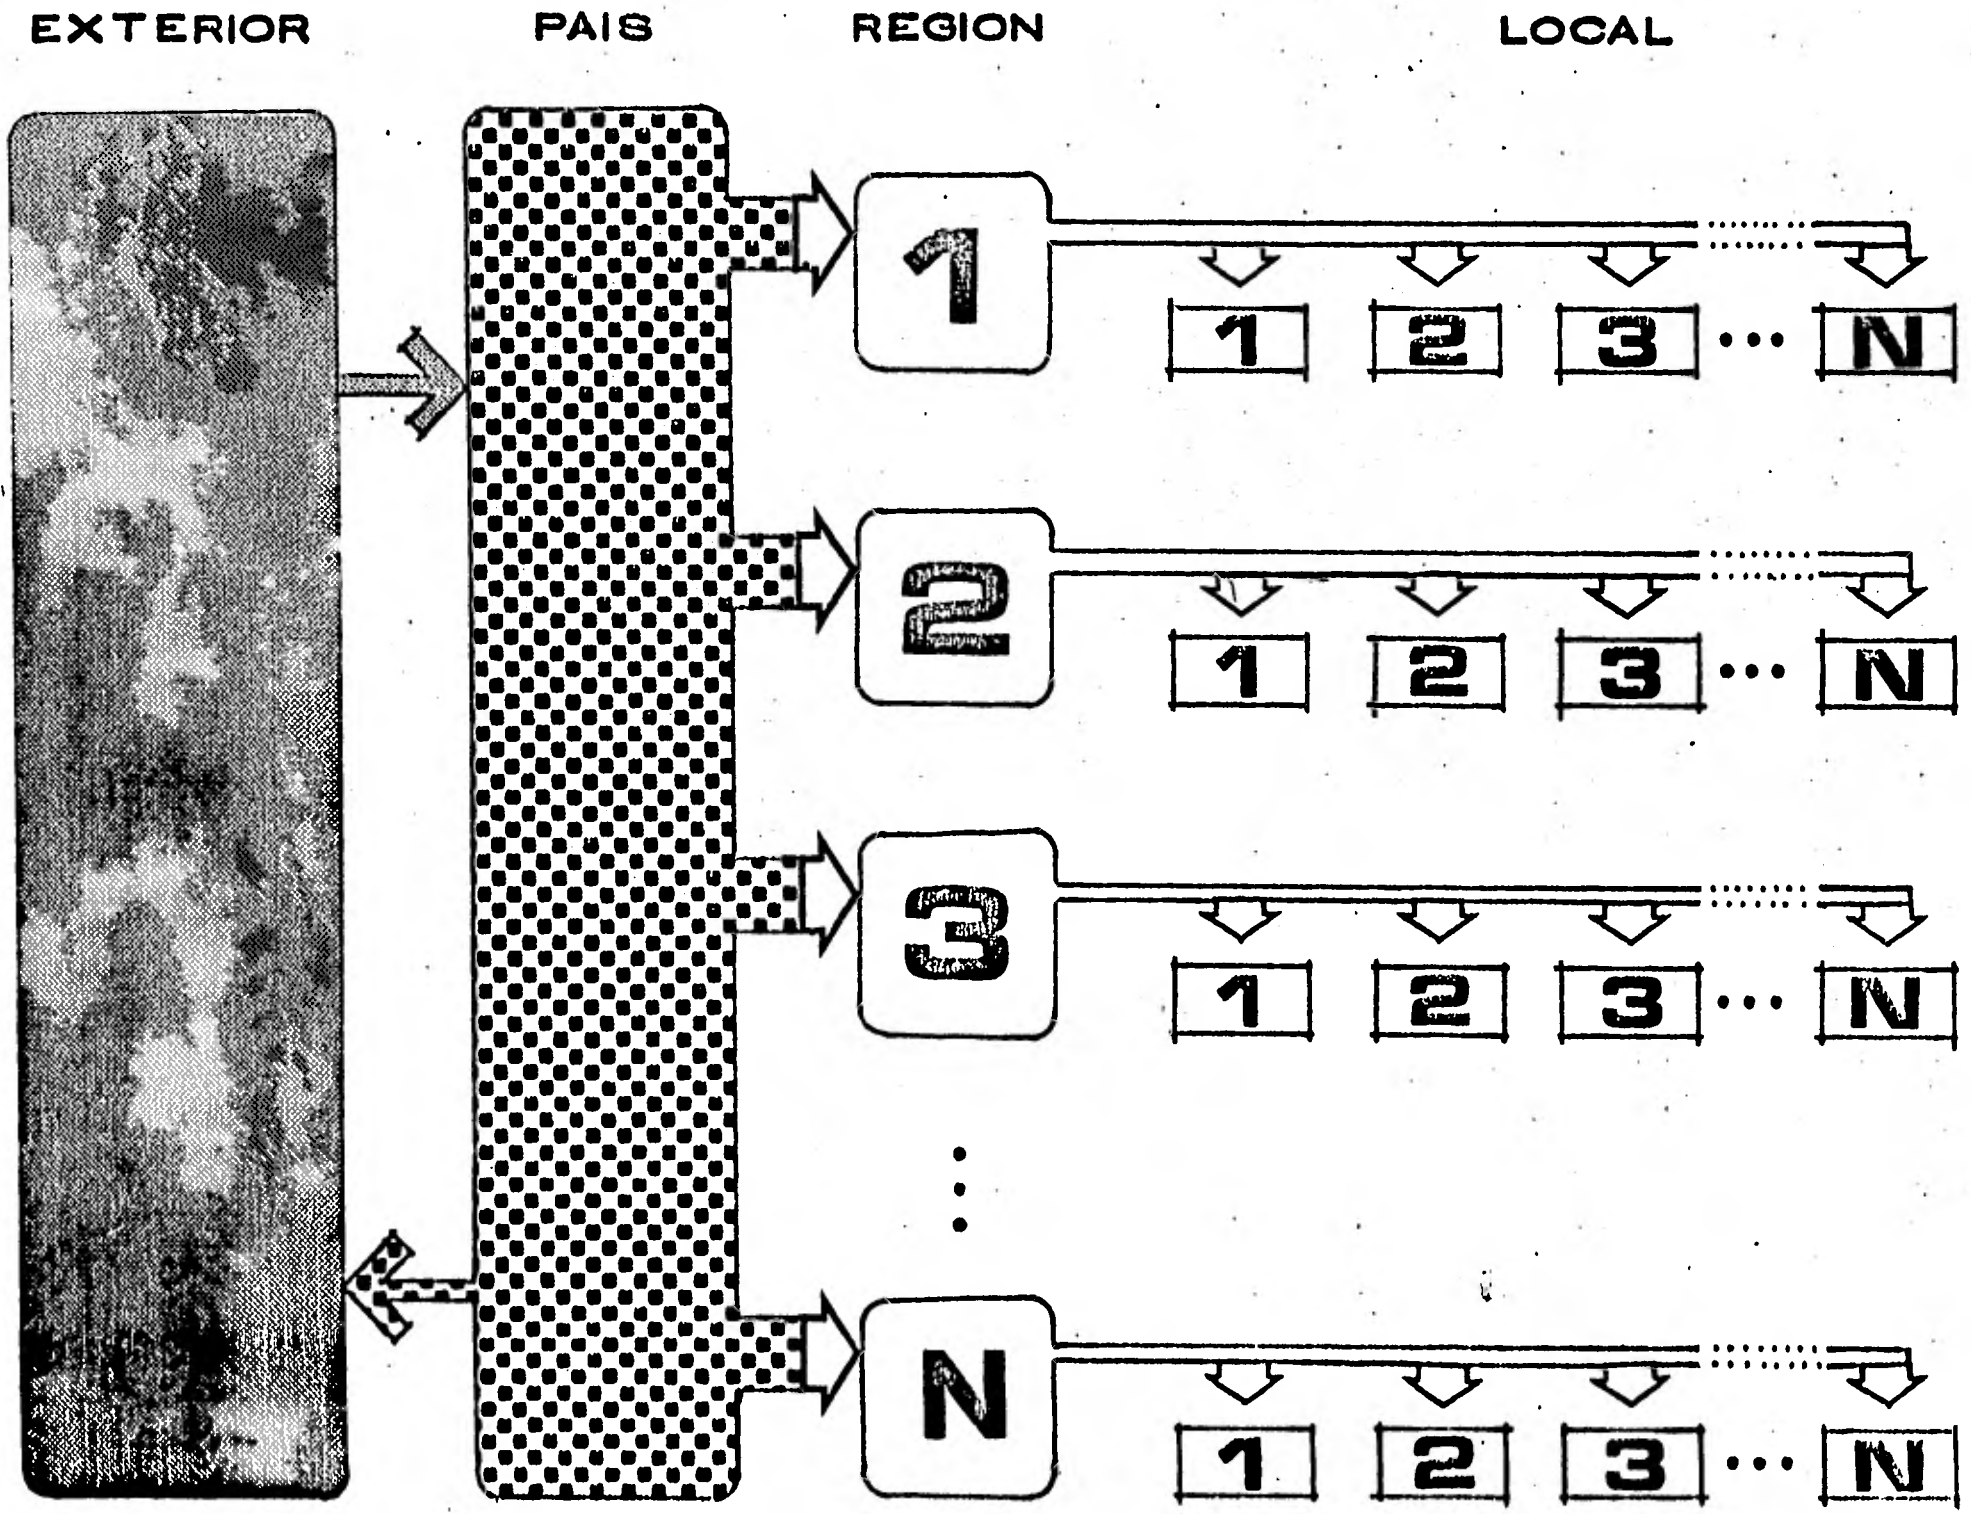 EXTERIOR PAIS REGION LOCAL
1
1 2 3 ... N
2
1 2 3 ... N
3
1 2 3 ... N
N
1 2 3 ... N